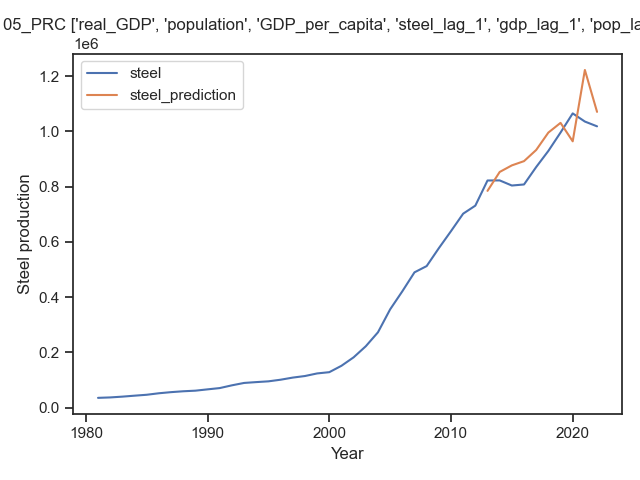 05_PRC ['real_GDP', 'population', 'GDP_per_capita', 'steel_lag_1', 'gdp_lag_1', 'pop_la
1e6
steel
steel_prediction
1.2
1.0
0.8
0.6
0.4
0.2
0.0
Steel production
1980 1990 2000 2010 2020
Year